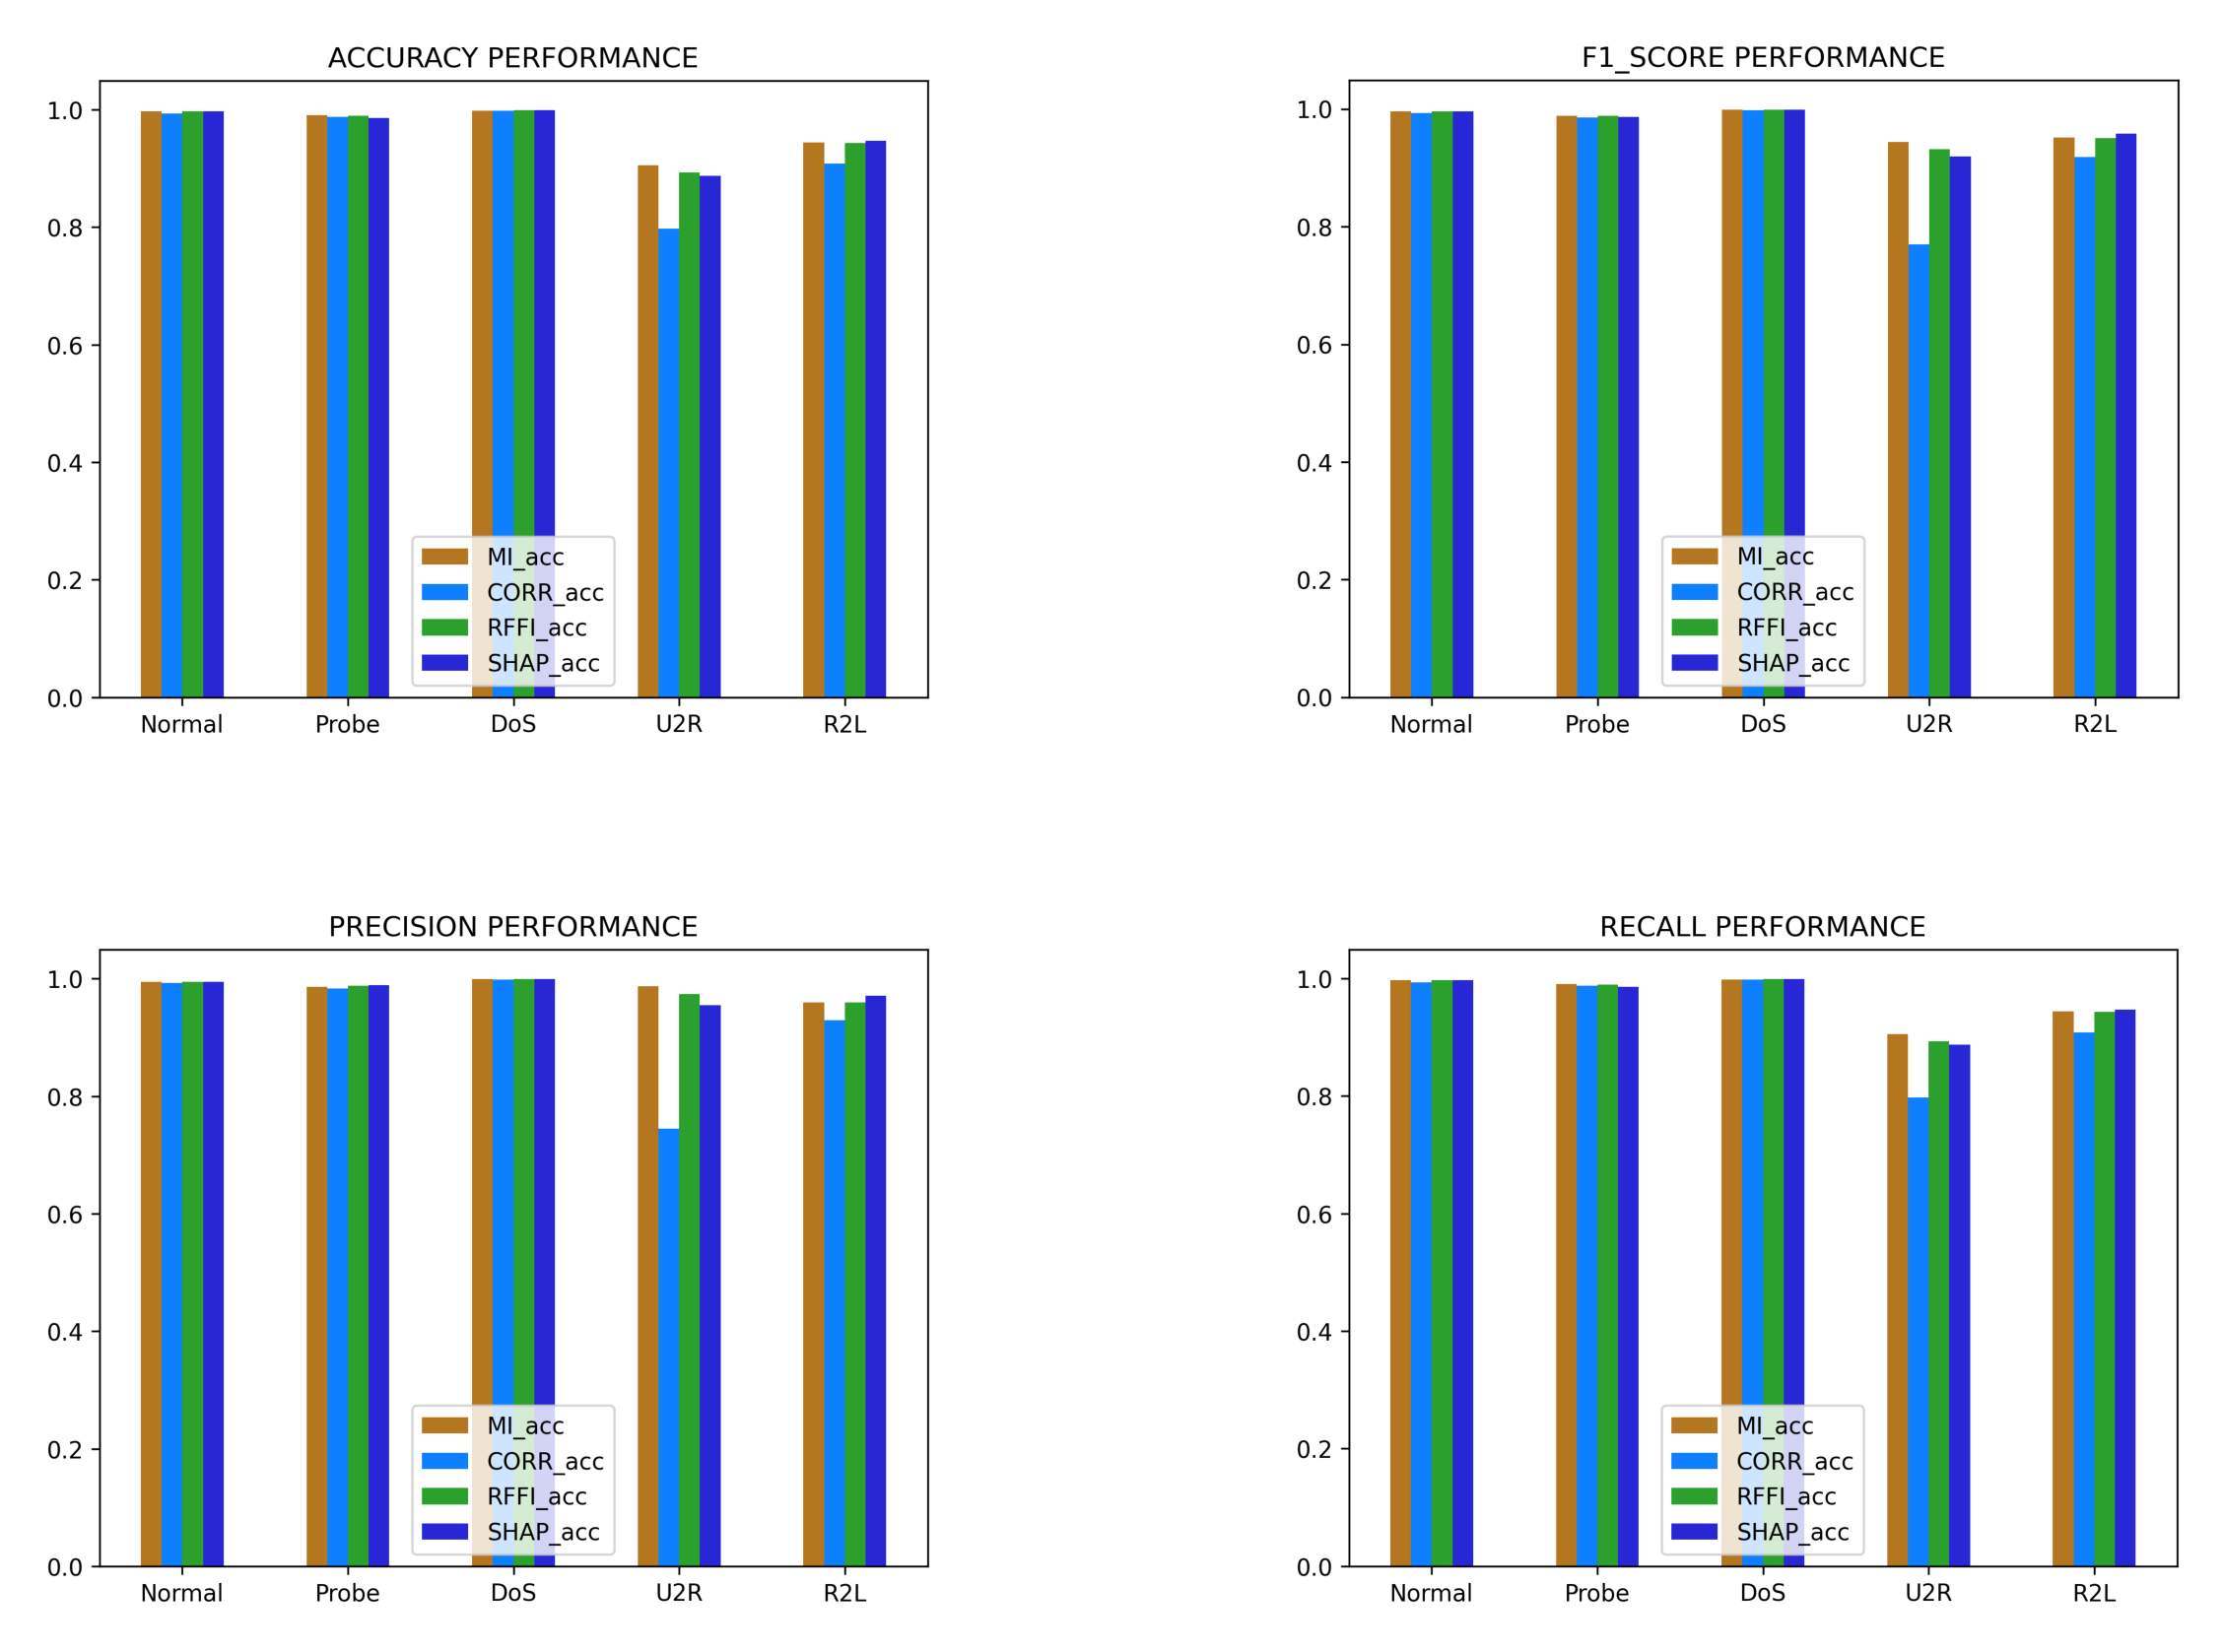 ACCURACY PERFORMANCE
1.0
0.8
0.6
0.4
0.2
0.0
MI_acc
CORR_acc
RFFI_acc
SHAP_acc
Normal Probe DoS U2R R2L
F1_SCORE PERFORMANCE
1.0
0.8
0.6
0.4
0.2
0.0
MI_acc
CORR_acc
RFFI_acc
SHAP_acc
Normal Probe DoS U2R R2L
PRECISION PERFORMANCE
1.0
0.8
0.6
0.4
0.2
0.0
MI_acc
CORR_acc
RFFI_acc
SHAP_acc
Normal Probe DoS U2R R2L
RECALL PERFORMANCE
1.0
0.8
0.6
0.4
0.2
0.0
MI_acc
CORR_acc
RFFI_acc
SHAP_acc
Normal Probe DoS U2R R2L